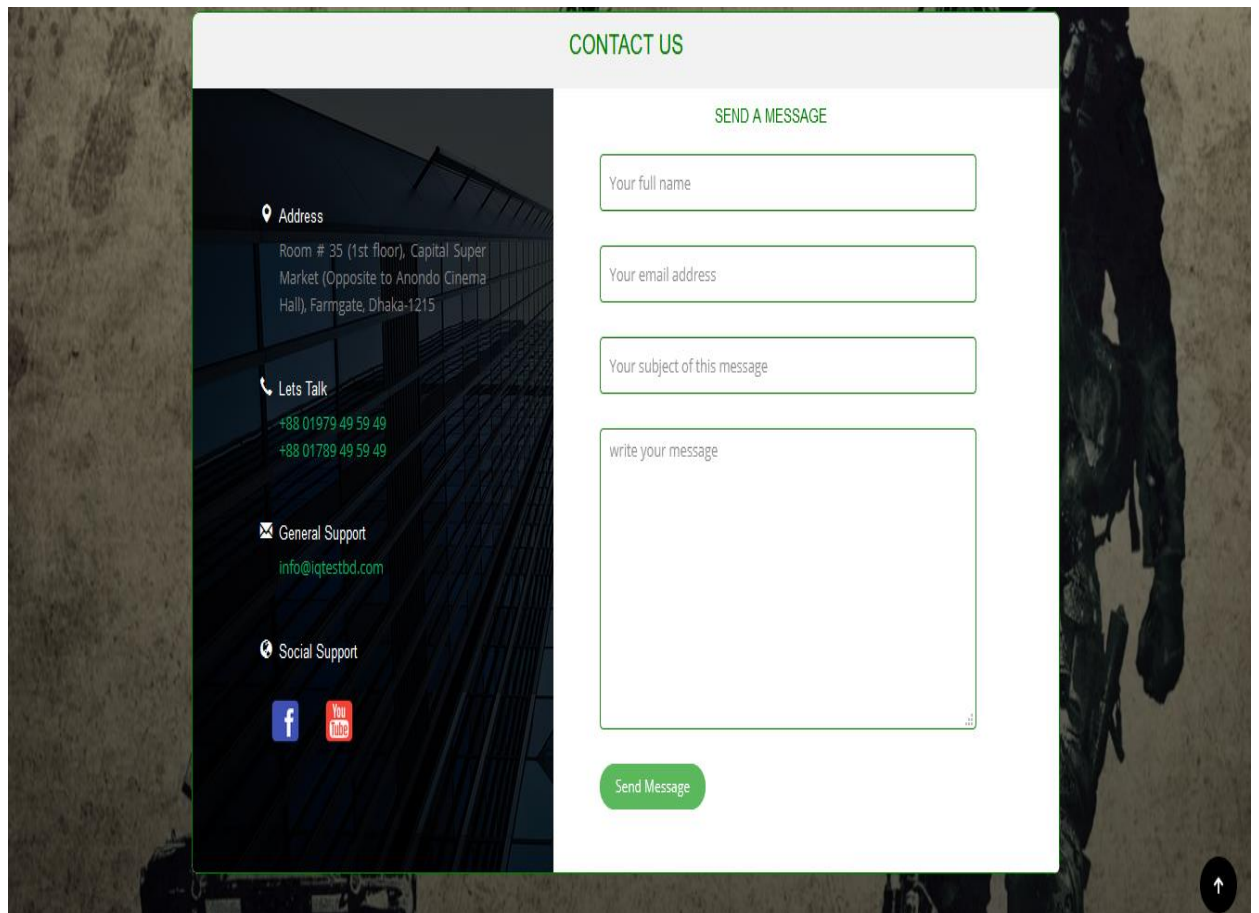 CONTACT US
Address
Room # 35 (1st floor), Capital Super
Market (Opposite to Anondo Cinema
Hall), Farmgate, Dhaka-1215
Lets Talk
+88 01979 49 59 49
+88 01789 49 59 49
General Support
info@iqtestbd.com
Social Support
f
You
Tube
SEND A MESSAGE
Your full name
Your email address
Your subject of this message
write your message
Send Message